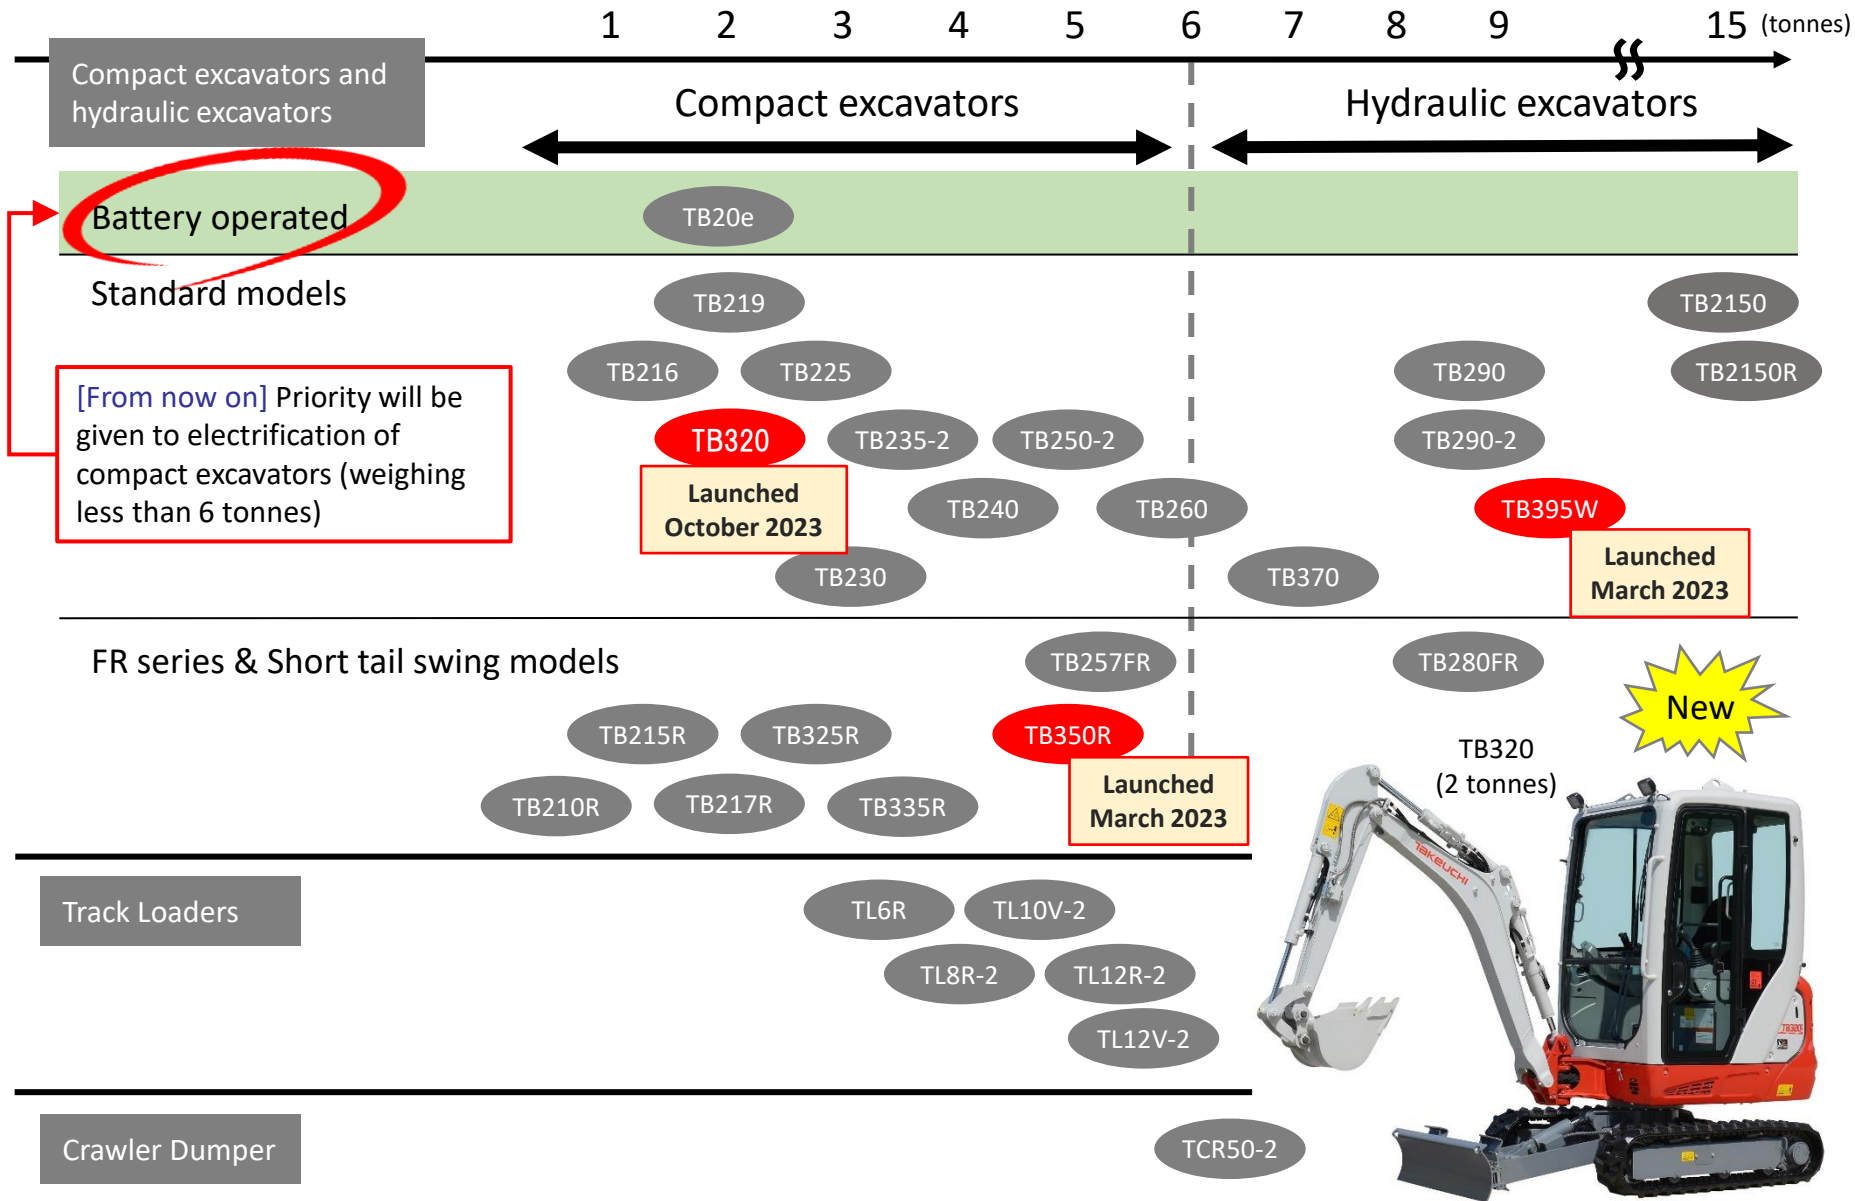 1 2 3 4 5 6 7 8 9 15 (tonnes)
Compact excavators and
hydraulic excavators
Compact excavators
Hydraulic excavators
Battery operated
TB20e
Standard models
TB219
TB2150
TB216
TB225
TB290
TB2150R
[From now on] Priority will be
given to electrification of
compact excavators (weighing
less than 6 tonnes)
TB320
TB235-2
TB250-2
TB290-2
Launched
October 2023
TB240
TB260
TB395W
Launched
March 2023
TB230
TB370
FR series & Short tail swing models
TB257FR
TB280FR
New
TB215R
TB325R
TB350R
TB320
(2 tonnes)
Launched
March 2023
TB210R
TB217R
TB335R
TAKEUCHI
Track Loaders
TL6R
TL10V-2
TL8R-2
TL12R-2
TL12V-2
TB320
Crawler Dumper
TCR50-2